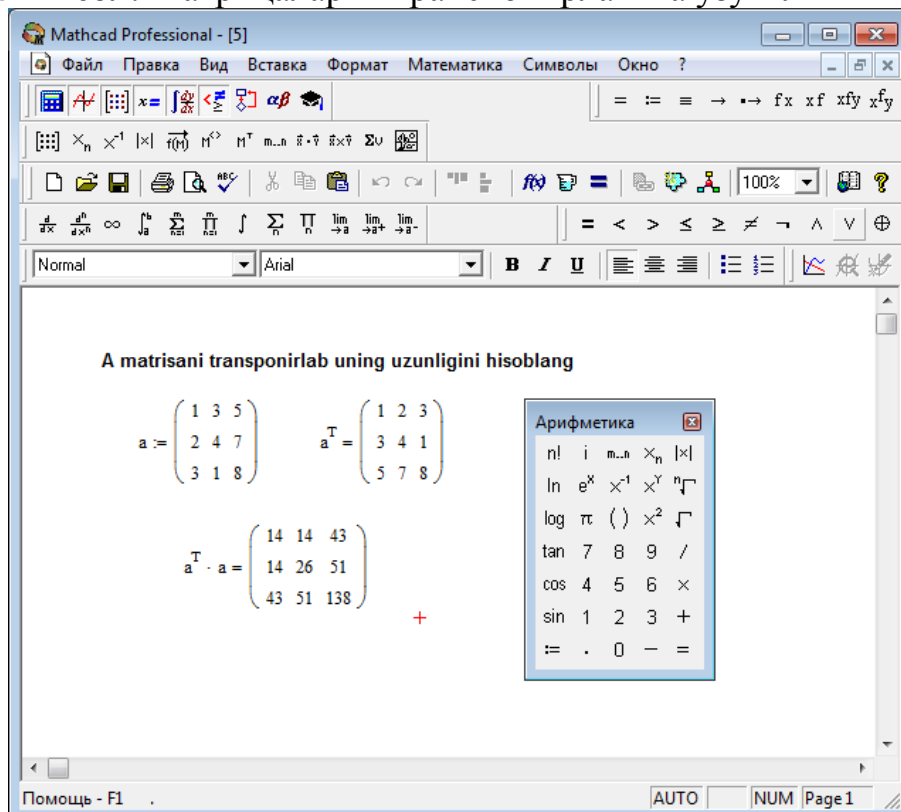 Mathcad Professional - [5]
Файл Правка Вид Вставка Формат Математика Символы Окно ?
= := ≡ → f x x f x f y x^f y
100%
Normal Arial B I U
A matrisani transponirlab uning uzunligini hisoblang
a := ( 1 3 5
2 4 7
3 1 8 )
a^T = ( 1 2 3
3 4 1
5 7 8 )
a^T · a = ( 14 14 43
14 26 51
43 51 138 )
Арифметика
n! i m..n ×n |×|
ln e^x ×^-1 ×^Y n√
log π ( ) ×^2 √
tan 7 8 9 /
cos 4 5 6 ×
sin 1 2 3 +
:= . 0 — =
Помощь - F1 . AUTO NUM Page 1